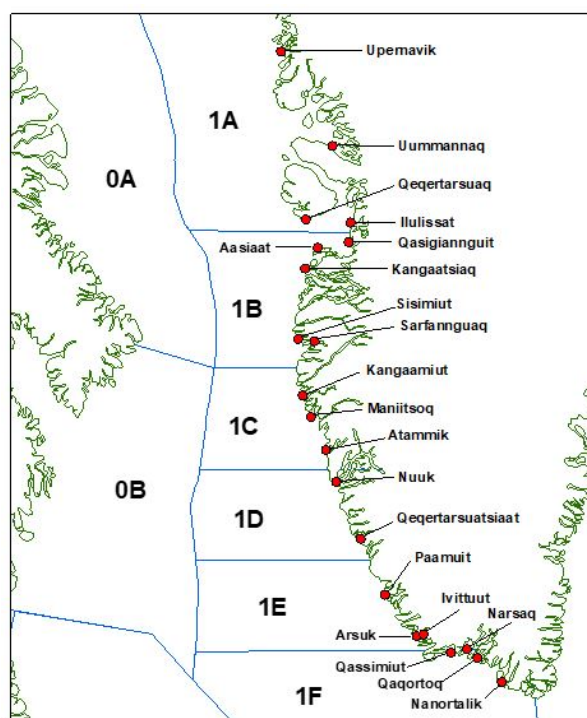 Upernavik
1A
Uummannaq
0A
Qeqertarsuaq
Ilulissat
Qasigiannguit
Aasiaat
Kangaatsiaq
1B
Sisimiut
Sarfannguaq
Kangaamiut
Maniitsoq
1C
Atammik
Nuuk
0B
1D
Qeqertarsuatsiaat
Paamuit
1E
Ivittuut
Narsaq
Arsuk
Qassimiut
Qaqortoq
1F
Nanortalik